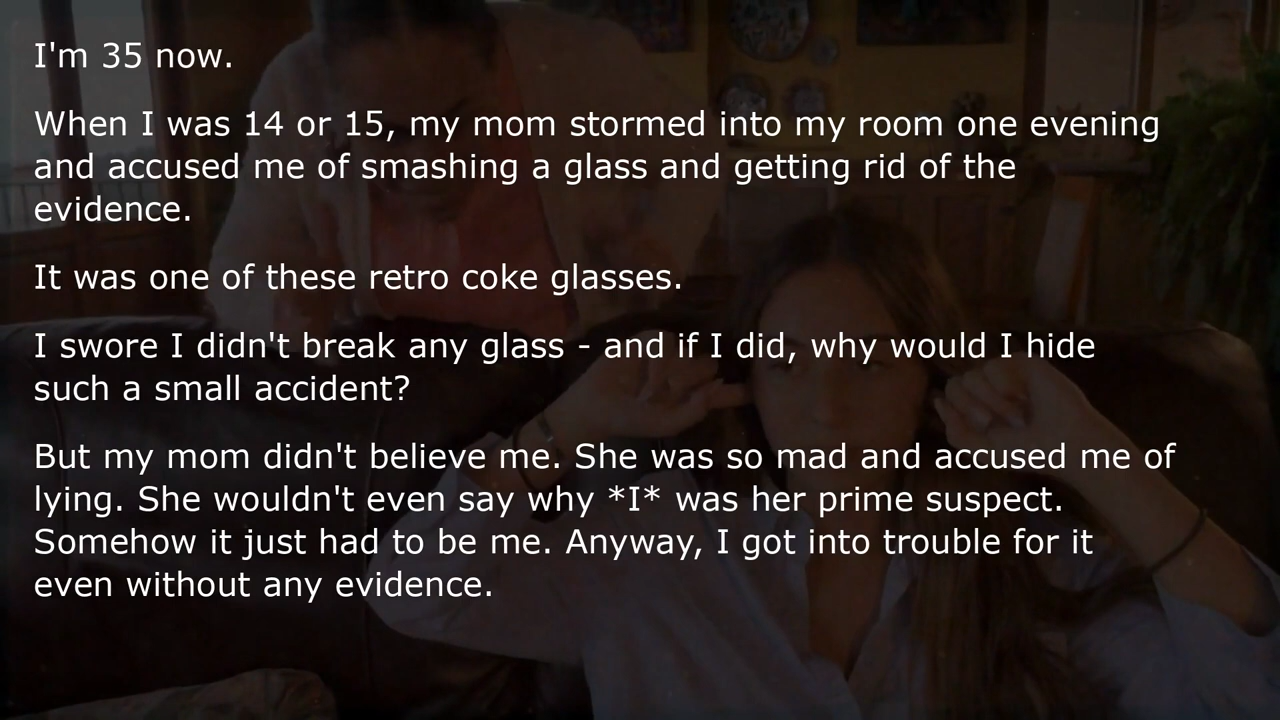 I'm 35 now.
When I was 14 or 15, my mom stormed into my room one evening
and accused me of smashing a glass and getting rid of the
evidence.
It was one of these retro coke glasses.
I swore I didn't break any glass - and if I did, why would I hide
such a small accident?
But my mom didn't believe me. She was so mad and accused me of
lying. She wouldn't even say why *I* was her prime suspect.
Somehow it just had to be me. Anyway, I got into trouble for it
even without any evidence.